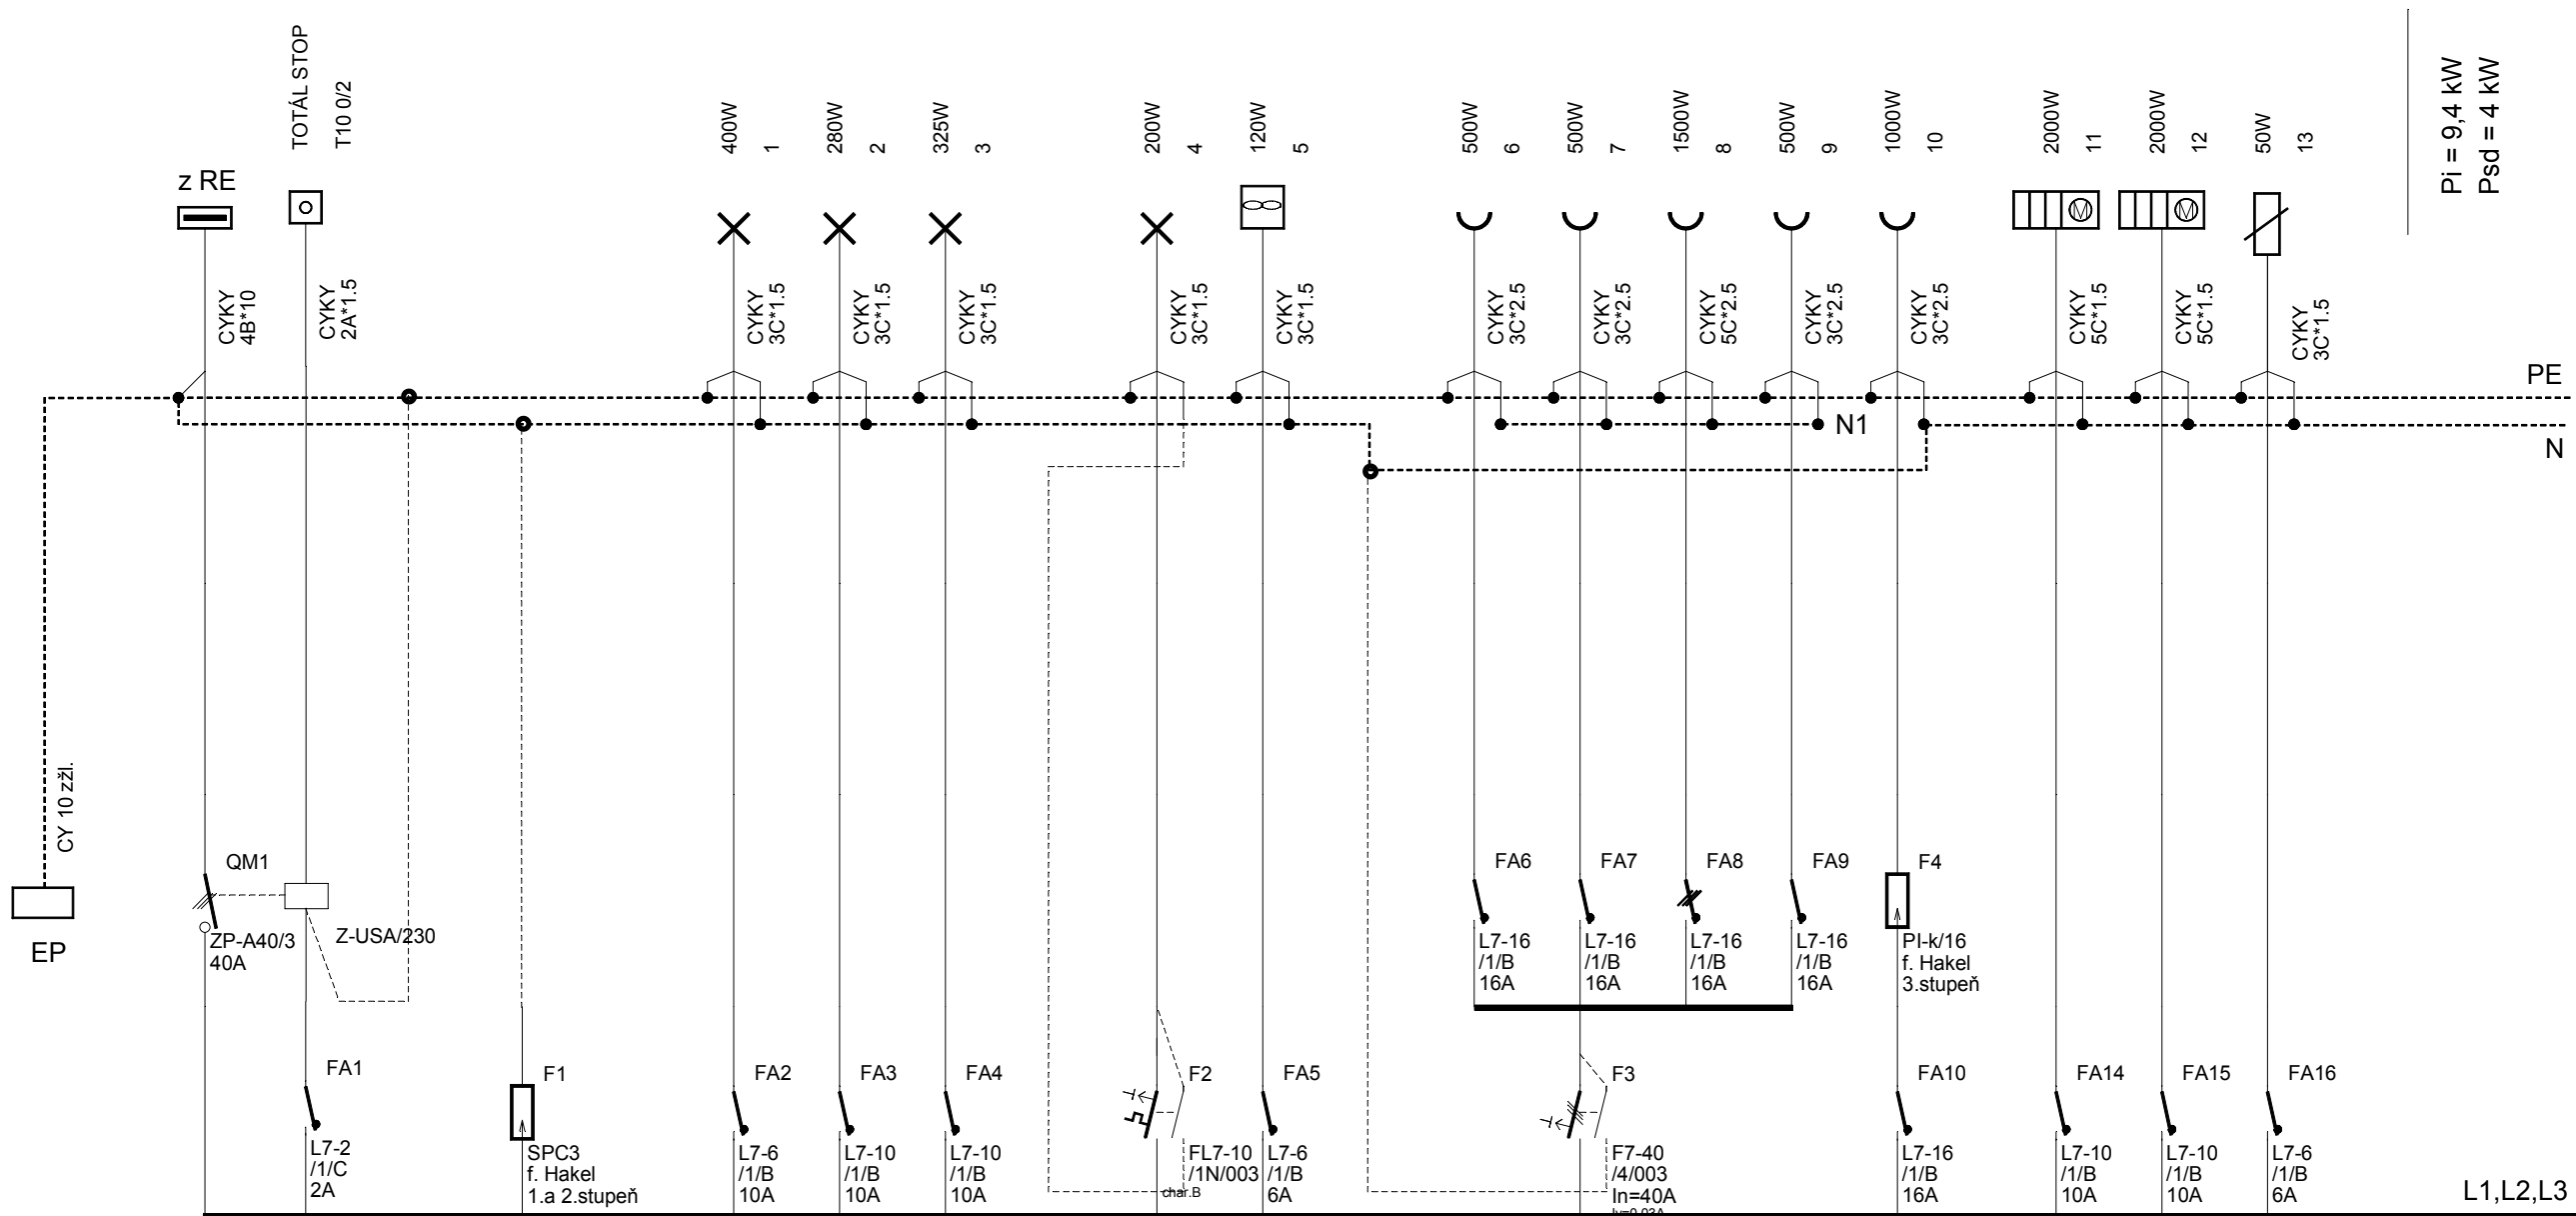 TOTÁL STOP
T10 0/2
z RE
400W
1
280W
2
325W
3
200W
4
120W
5
500W
6
500W
7
1500W
8
500W
9
1000W
10
2000W
11
2000W
12
50W
13
Pi = 9,4 kW
Psd = 4 kW
CYKY
4B*10
CYKY
2A*1.5
CYKY
3C*1.5
CYKY
3C*1.5
CYKY
3C*1.5
CYKY
3C*1.5
CYKY
3C*1.5
CYKY
3C*2.5
CYKY
3C*2.5
CYKY
5C*2.5
CYKY
3C*2.5
CYKY
3C*2.5
CYKY
5C*1.5
CYKY
5C*1.5
CYKY
3C*1.5
PE
N1
N
CY 10 zžl.
EP
QM1
ZP-A40/3
40A
Z-USA/230
FA6
L7-16
/1/B
16A
FA7
L7-16
/1/B
16A
FA8
L7-16
/1/B
16A
FA9
L7-16
/1/B
16A
F4
PI-k/16
f. Hakel
3.stupeň
FA1
L7-2
/1/C
2A
F1
SPC3
f. Hakel
1.a 2.stupeň
FA2
L7-6
/1/B
10A
FA3
L7-10
/1/B
10A
FA4
L7-10
/1/B
10A
F2
FL7-10
/1N/003
char.B
FA5
L7-6
/1/B
6A
F3
F7-40
/4/003
In=40A
FA10
L7-16
/1/B
16A
FA14
L7-10
/1/B
10A
FA15
L7-10
/1/B
10A
FA16
L7-6
/1/B
6A
L1,L2,L3